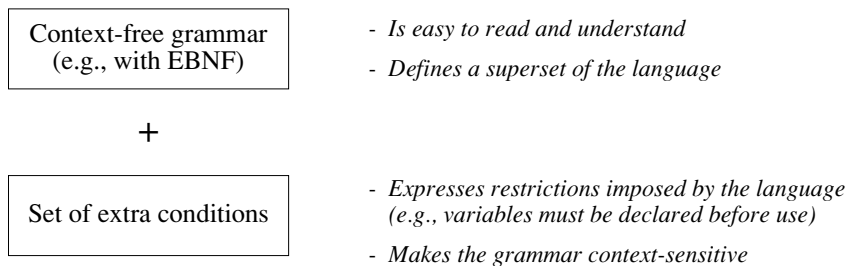 Context-free grammar
(e.g., with EBNF)
- Is easy to read and understand
- Defines a superset of the language
+
Set of extra conditions
- Expresses restrictions imposed by the language
(e.g., variables must be declared before use)
- Makes the grammar context-sensitive